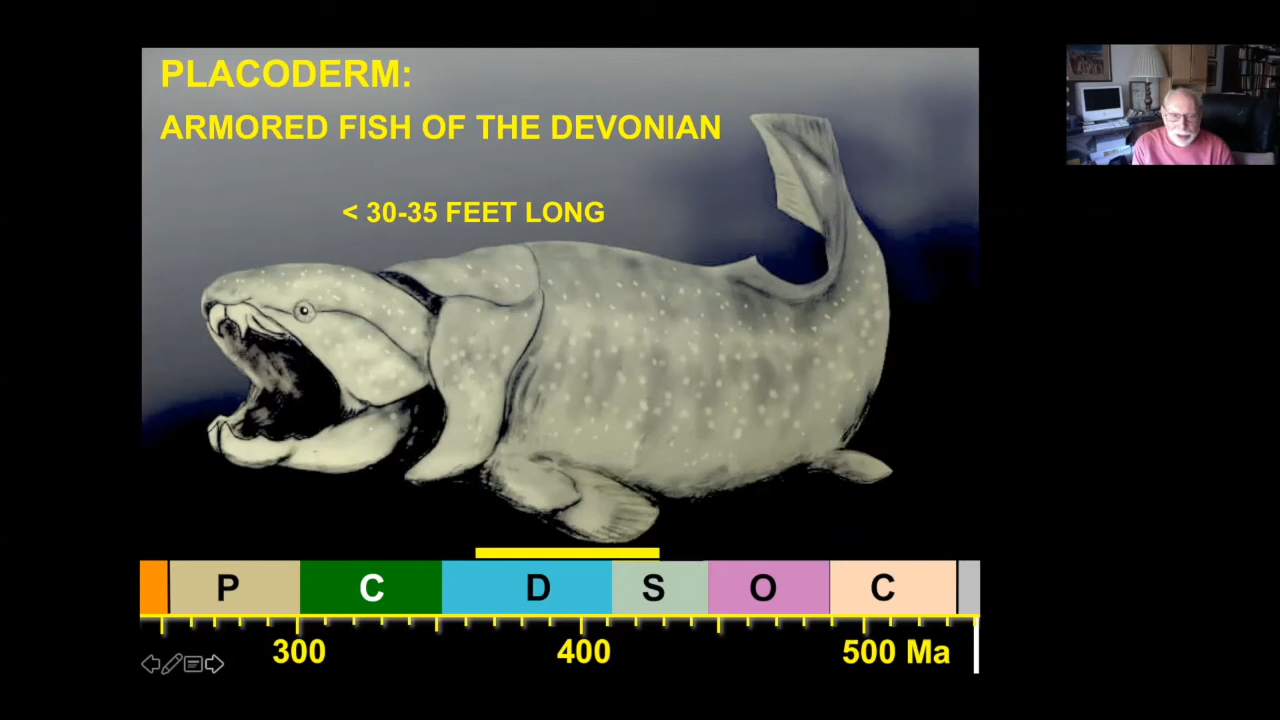 PLACODERM:
ARMORED FISH OF THE DEVONIAN
< 30-35 FEET LONG
P C D S O C
300 400 500 Ma